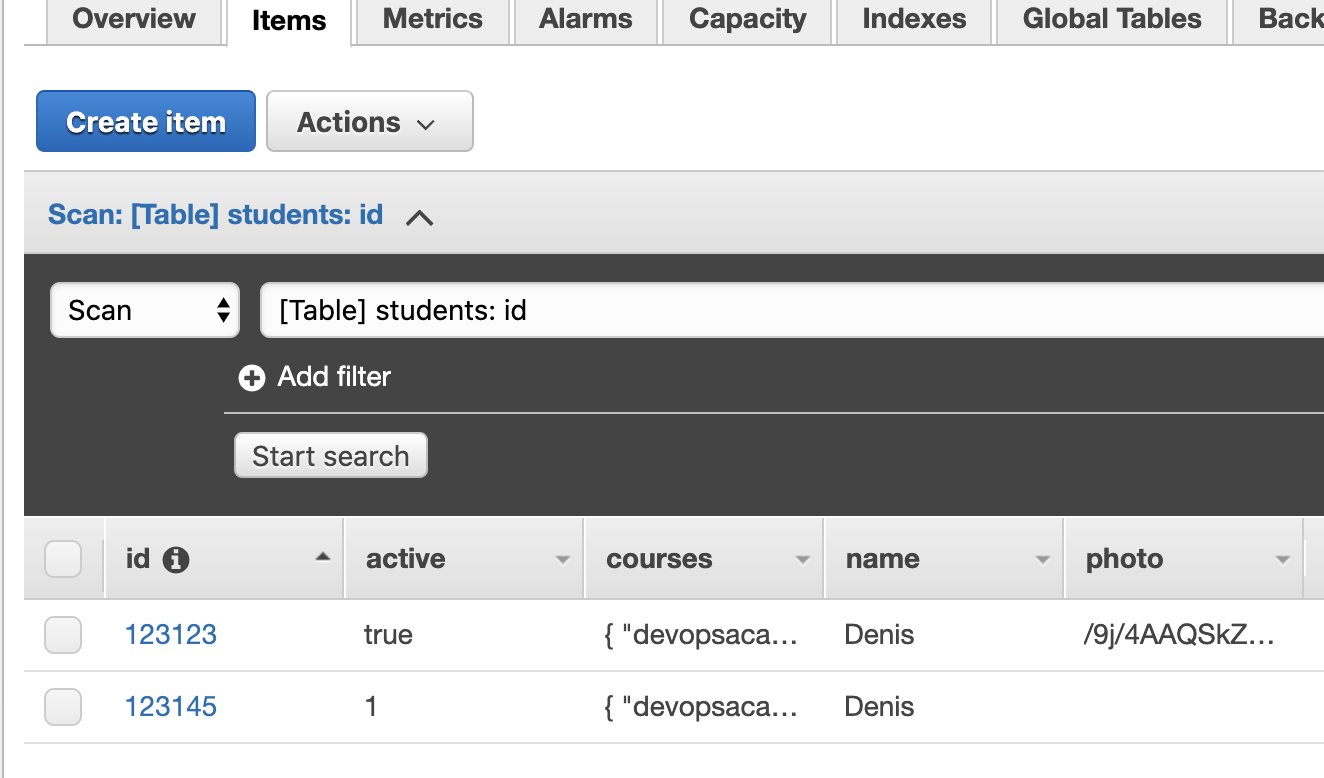 Overview Items Metrics Alarms Capacity Indexes Global Tables Back
Create item Actions
Scan: [Table] students: id
Scan [Table] students: id
Add filter
Start search
id active courses name photo
123123 true { "devopsaca... Denis /9j/4AAQSkZ...
123145 1 { "devopsaca... Denis